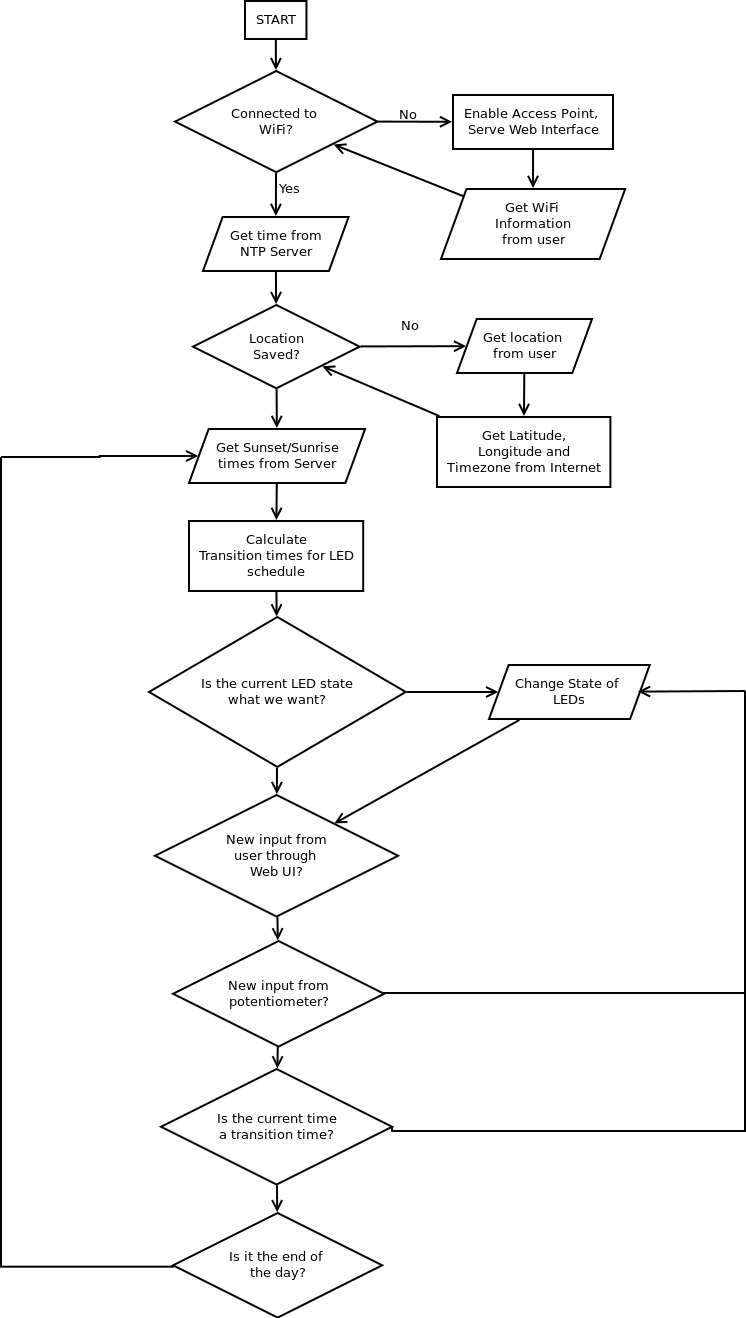 START
Connected to
WiFi?
No
Enable Access Point,
Serve Web Interface
Yes
Get WiFi
Information
from user
Get time from
NTP Server
Location
Saved?
No
Get location
from user
Get Latitude,
Longitude and
Timezone from Internet
Get Sunset/Sunrise
times from Server
Calculate
Transition times for LED
schedule
Is the current LED state
what we want?
Change State of
LEDs
New input from
user through
Web UI?
New input from
potentiometer?
Is the current time
a transition time?
Is it the end of
the day?